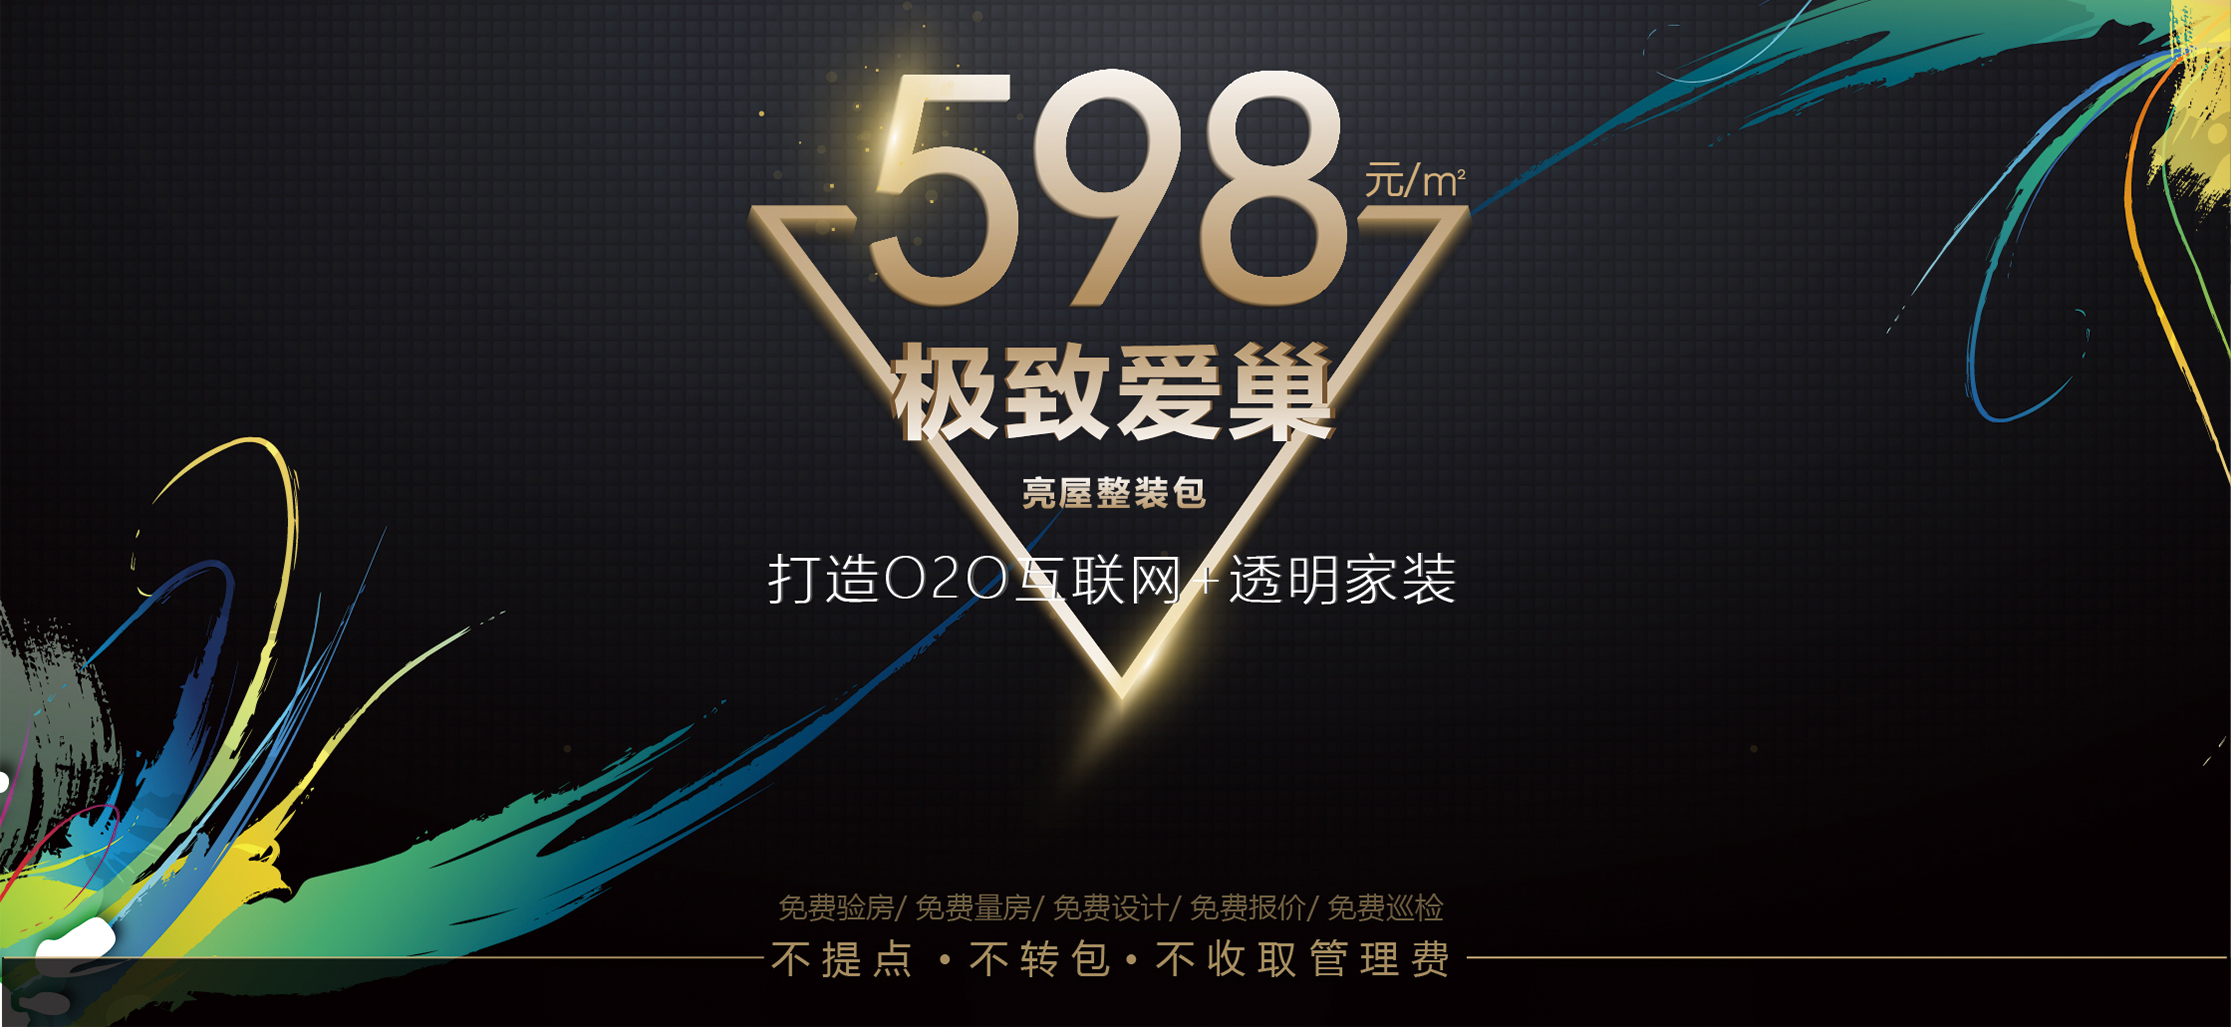 598元/m²
极致爱巢
亮屋整装包
打造O2O互联网+透明家装
免费验房/ 免费量房/ 免费设计/ 免费报价/ 免费巡检
不提点 • 不转包 • 不收取管理费